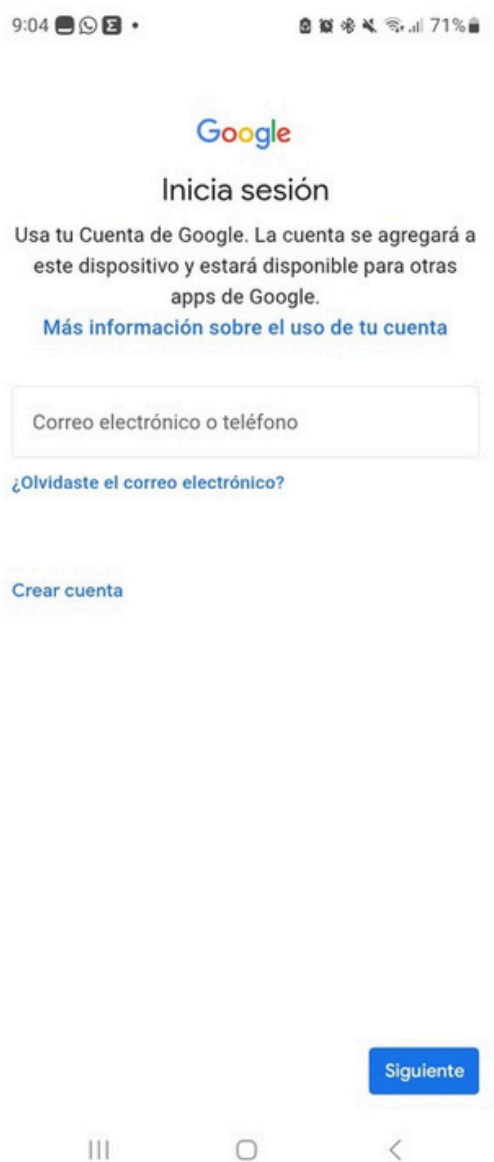 9:04 71%
Google
Inicia sesión
Usa tu Cuenta de Google. La cuenta se agregará a
este dispositivo y estará disponible para otras
apps de Google.
Más información sobre el uso de tu cuenta
Correo electrónico o teléfono
¿Olvidaste el correo electrónico?
Crear cuenta
Siguiente